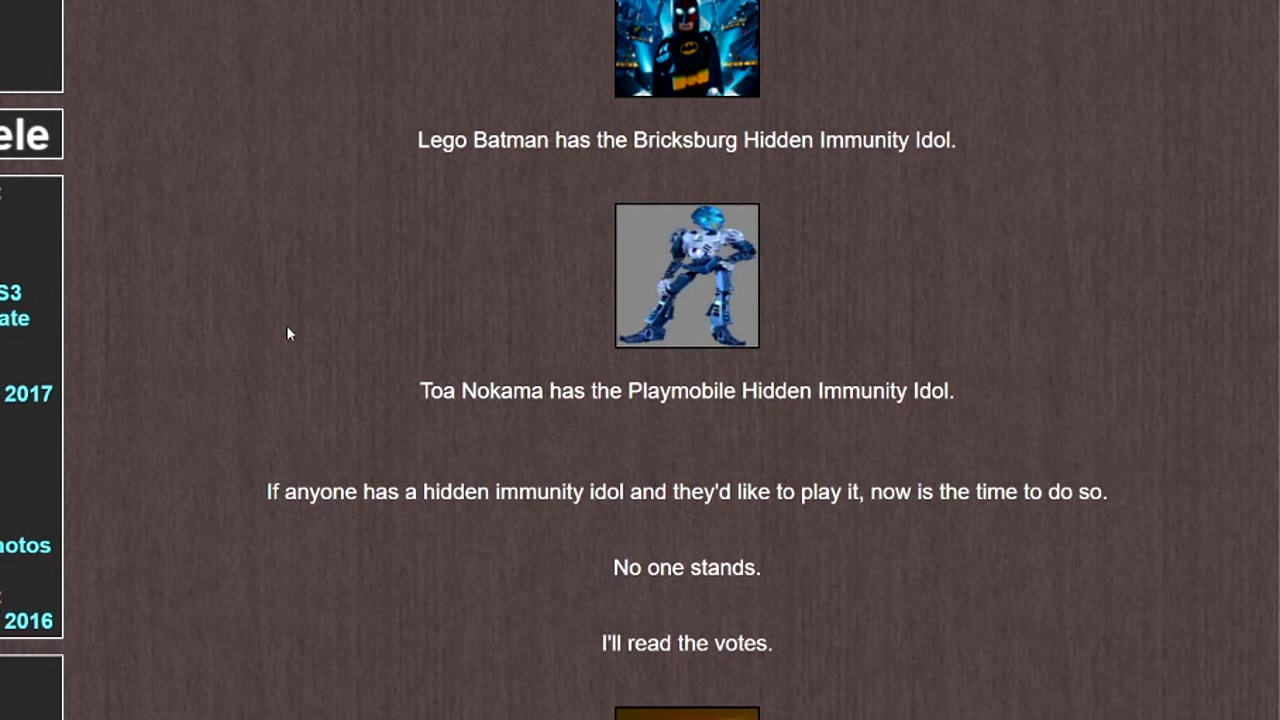 Lego Batman has the Bricksburg Hidden Immunity Idol.
ele
S3
ate
Toa Nokama has the Playmobile Hidden Immunity Idol.
2017
If anyone has a hidden immunity idol and they'd like to play it, now is the time to do so.
hotos
No one stands.
2016
I'll read the votes.